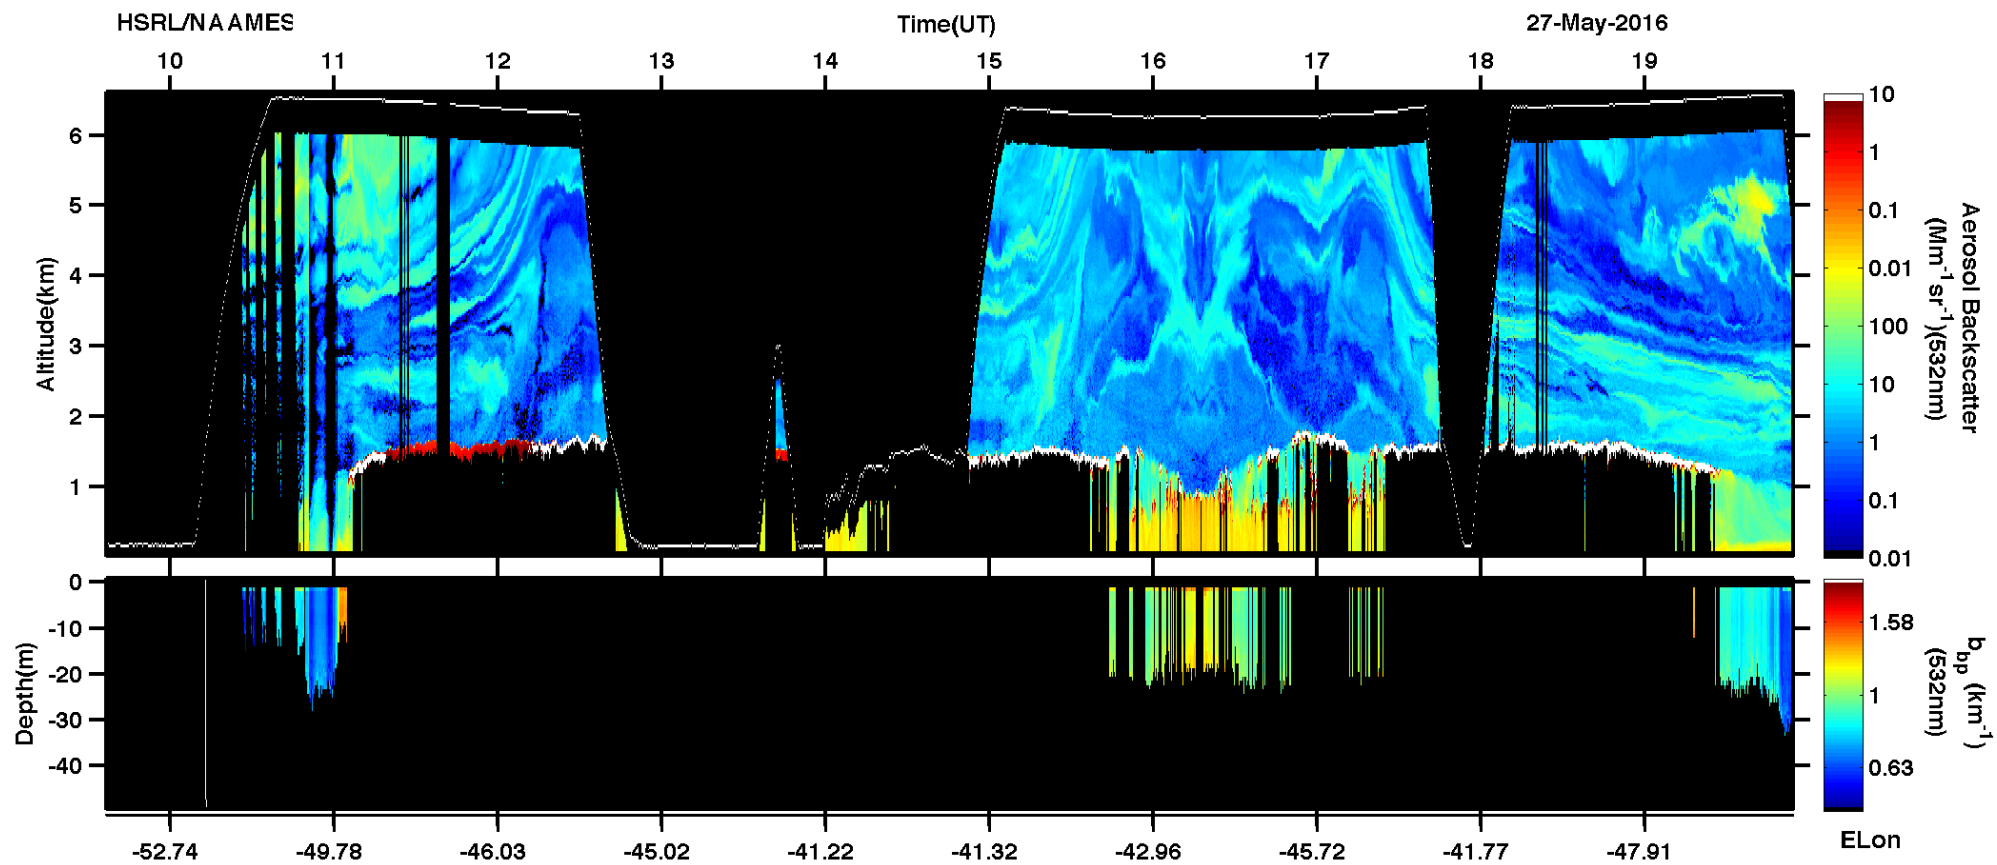 HSRL/NAAMES Time(UT) 27-May-2016
10 11 12 13 14 15 16 17 18 19
Altitude(km)
6
5
4
3
2
1
10
1
0.1
0.01
100
10
1
0.1
0.01
Aerosol Backscatter
(Mm⁻¹sr⁻¹)(532nm)
Depth(m)
0
-10
-20
-30
-40
1.58
1
0.63
b_bp (km⁻¹)
(532nm)
-52.74 -49.78 -46.03 -45.02 -41.22 -41.32 -42.96 -45.72 -41.77 -47.91 ELon